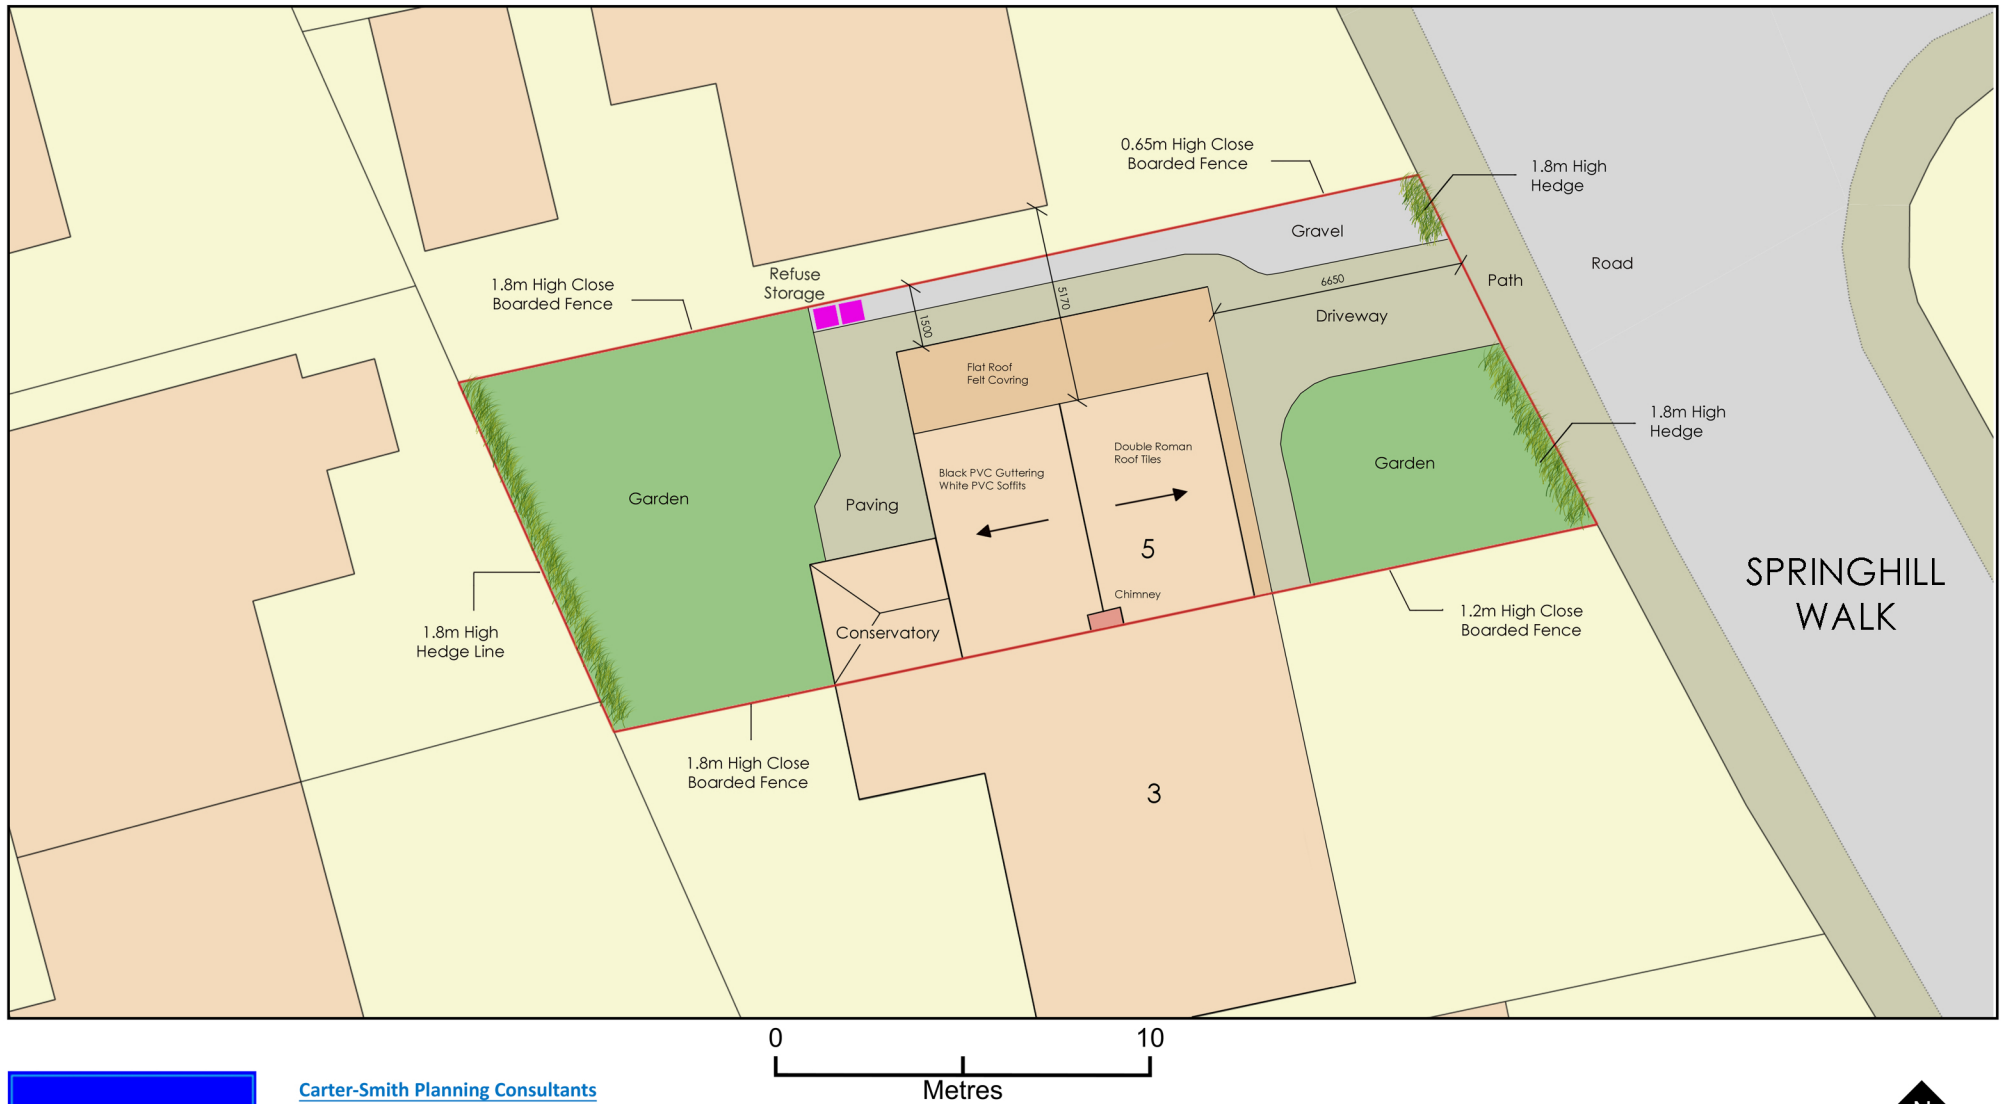 0.65m High Close
Boarded Fence
1.8m High
Hedge
Gravel
Road
Path
Refuse
Storage
1.8m High Close
Boarded Fence
6650
5170
1500
Driveway
Flat Roof
Felt Covring
1.8m High
Hedge
Double Roman
Roof Tiles
Garden
Black PVC Guttering
White PVC Soffits
Garden
Paving
5
SPRINGHILL
WALK
Chimney
1.2m High Close
Boarded Fence
1.8m High
Hedge Line
Conservatory
1.8m High Close
Boarded Fence
3
0 10
Metres
Carter-Smith Planning Consultants